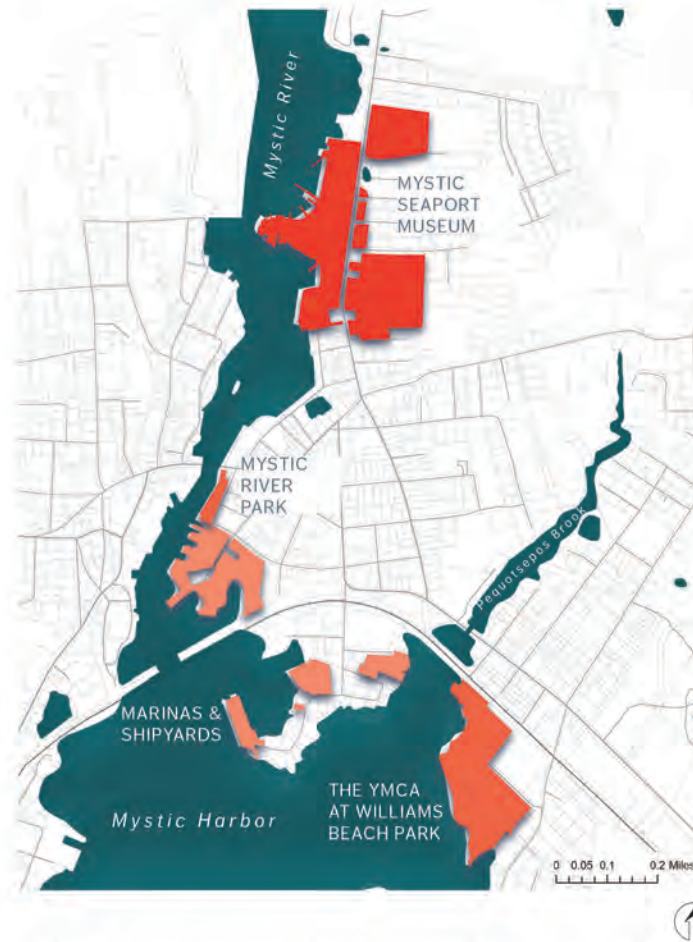 Mystic River
MYSTIC
SEAPORT
MUSEUM
MYSTIC
RIVER
PARK
Pequotsepos Brook
MARINAS &
SHIPYARDS
THE YMCA
AT WILLIAMS
BEACH PARK
Mystic Harbor
0 0.05 0.1 0.2 Miles